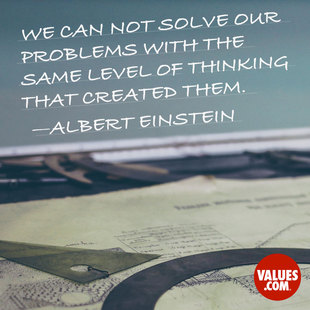 WE CAN NOT SOLVE OUR
PROBLEMS WITH THE
SAME LEVEL OF THINKING
THAT CREATED THEM.
—ALBERT EINSTEIN
VALUES
.COM®